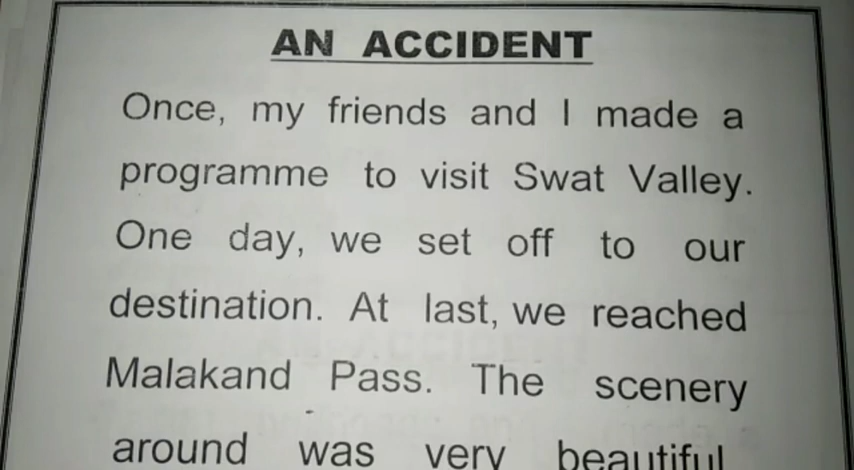 AN ACCIDENT
Once, my friends and I made a
programme to visit Swat Valley.
One day, we set off to our
destination. At last, we reached
Malakand Pass. The scenery
around was very beautiful